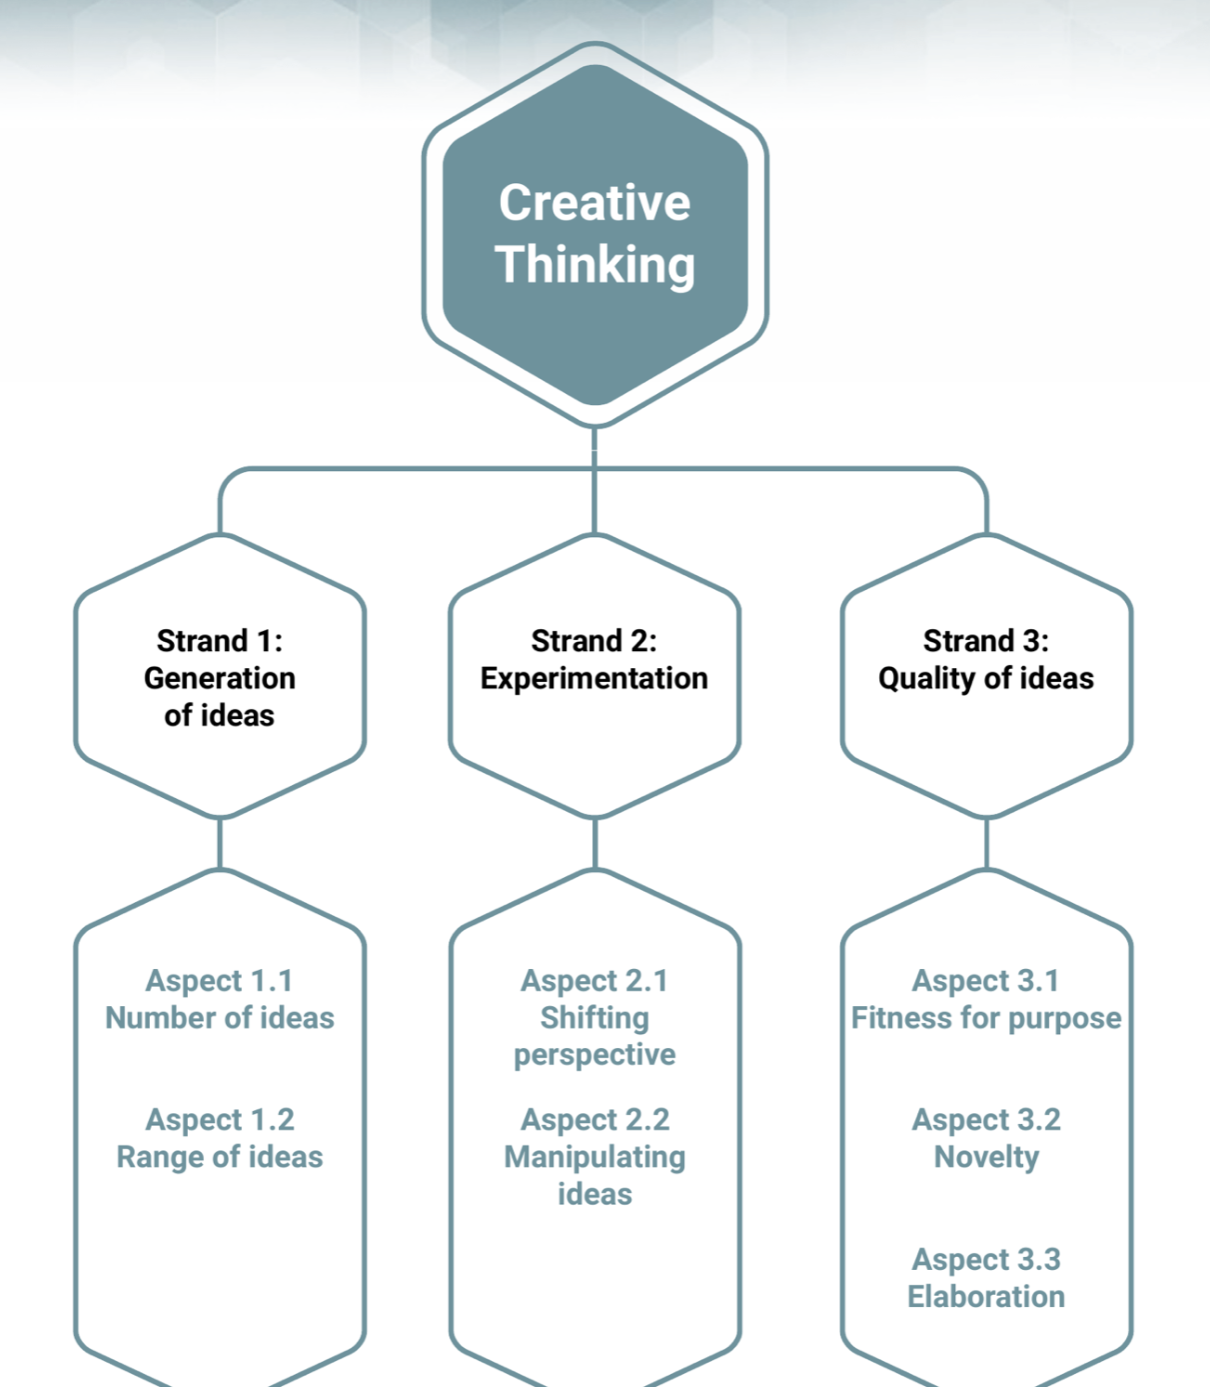 Creative
Thinking
Strand 1:
Generation
of ideas
Strand 2:
Experimentation
Strand 3:
Quality of ideas
Aspect 1.1
Number of ideas
Aspect 1.2
Range of ideas
Aspect 2.1
Shifting
perspective
Aspect 2.2
Manipulating
ideas
Aspect 3.1
Fitness for purpose
Aspect 3.2
Novelty
Aspect 3.3
Elaboration